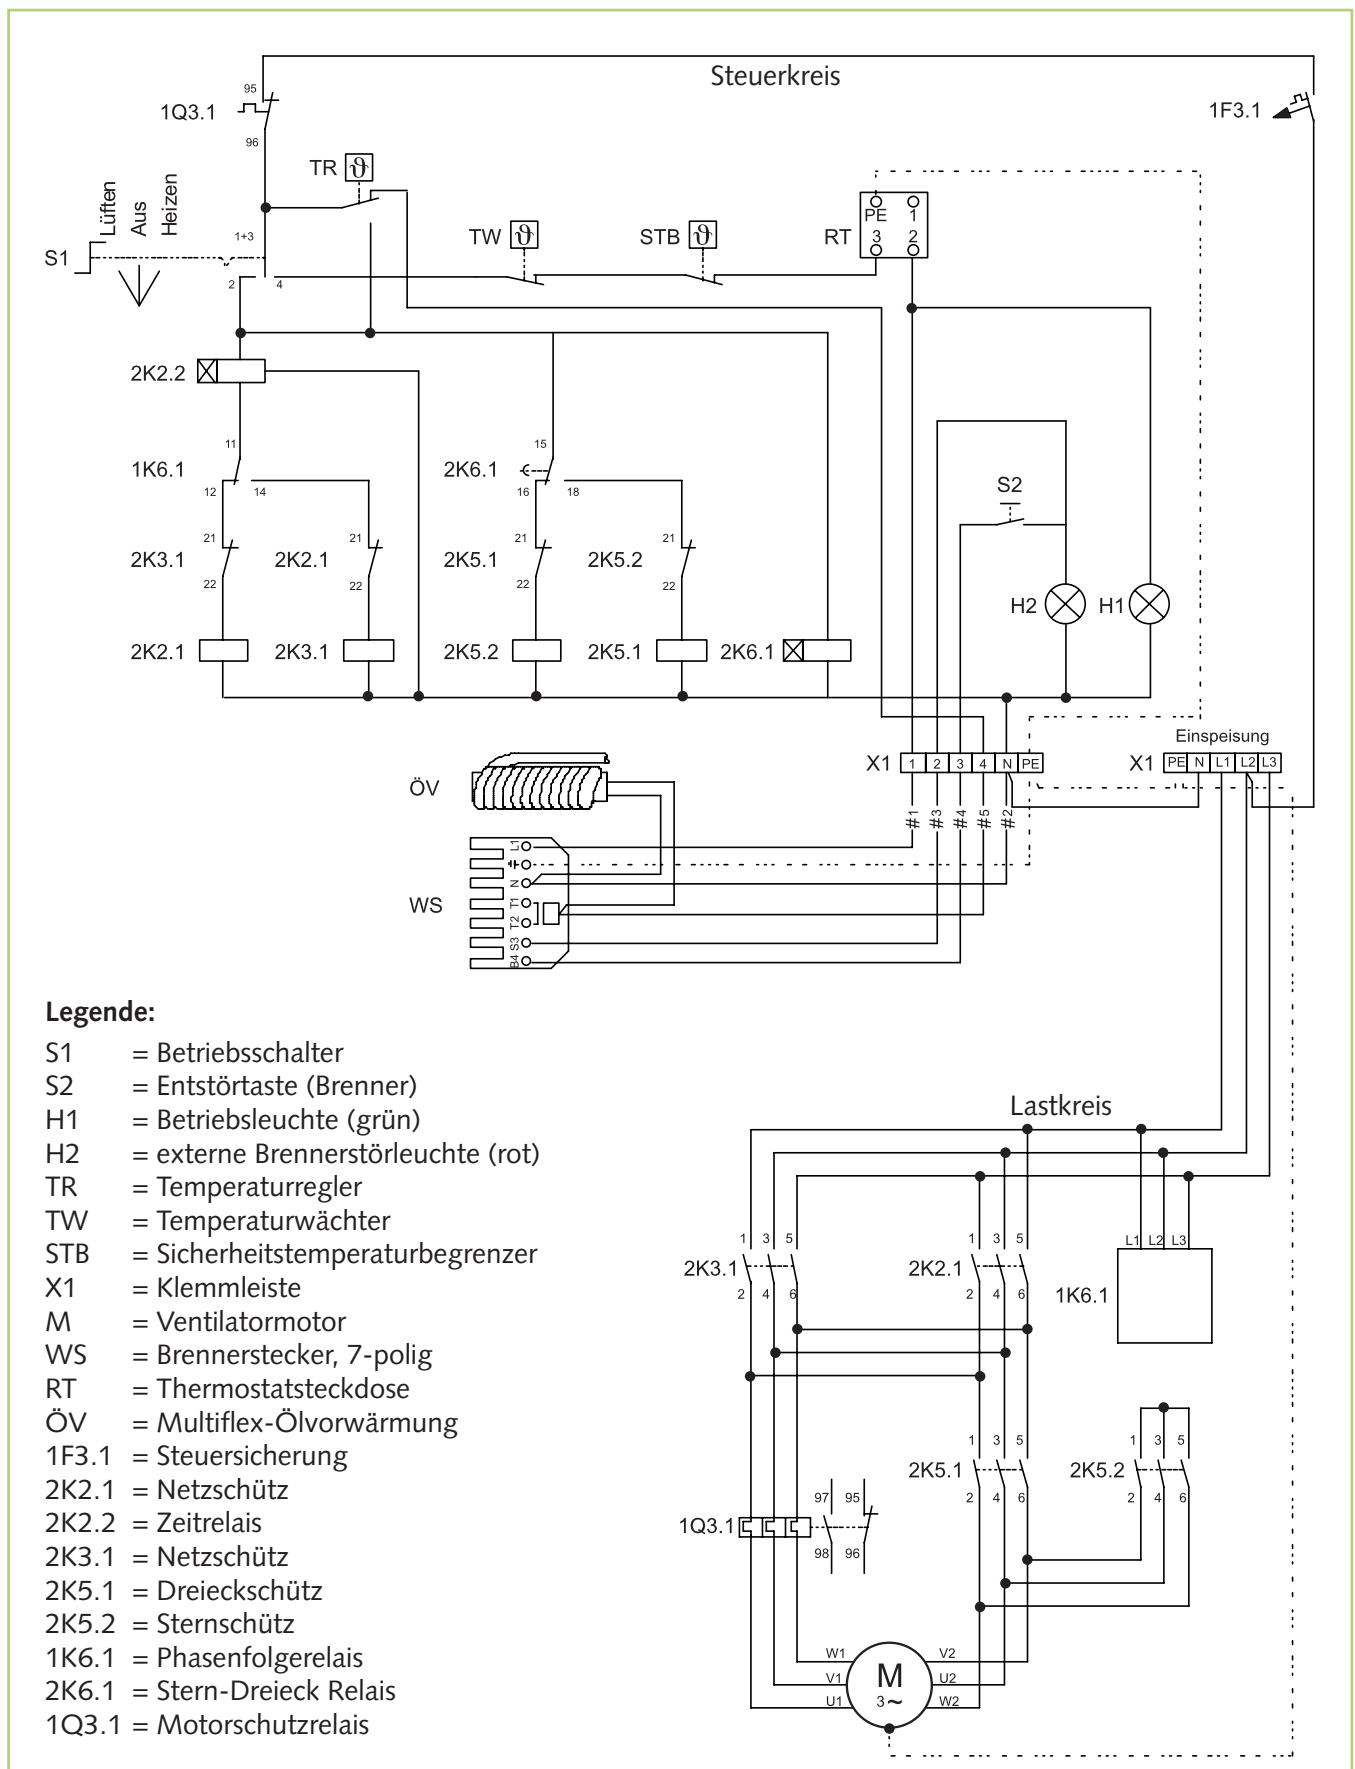 Steuerkreis
95
1Q3.1
96
1F3.1
TR ϑ
Lüften
Aus
Heizen
S1
1+3
2
4
TW ϑ
STB ϑ
RT
PE 1
3 2
2K2.2
11
1K6.1
12
14
15
2K6.1
16
18
S2
21
2K3.1
22
21
2K2.1
22
21
2K5.1
22
21
2K5.2
22
H2
H1
2K2.1
2K3.1
2K5.2
2K5.1
2K6.1
Einspeisung
X1 1 2 3 4 N PE
X1 PE N L1 L2 L3
ÖV
#1
#3
#4
#5
#2
WS
L1
N
T1
T2
S3
B4
Legende:
S1 = Betriebsschalter
S2 = Entstörtaste (Brenner)
H1 = Betriebsleuchte (grün)
H2 = externe Brennerstörleuchte (rot)
TR = Temperaturregler
TW = Temperaturwächter
STB = Sicherheitstemperaturbegrenzer
X1 = Klemmleiste
M = Ventilatormotor
WS = Brennerstecker, 7-polig
RT = Thermostatsteckdose
ÖV = Multiflex-Ölvorwärmung
1F3.1 = Steuersicherung
2K2.1 = Netzschütz
2K2.2 = Zeitrelais
2K3.1 = Netzschütz
2K5.1 = Dreieckschütz
2K5.2 = Sternschütz
1K6.1 = Phasenfolgerelais
2K6.1 = Stern-Dreieck Relais
1Q3.1 = Motorschutzrelais
Lastkreis
1 3 5
2K3.1
2 4 6
1 3 5
2K2.1
2 4 6
L1 L2 L3
1K6.1
1 3 5
2K5.1
2 4 6
1 3 5
2K5.2
2 4 6
97 95
1Q3.1
98 96
W1
V1
U1
M
3~
V2
U2
W2